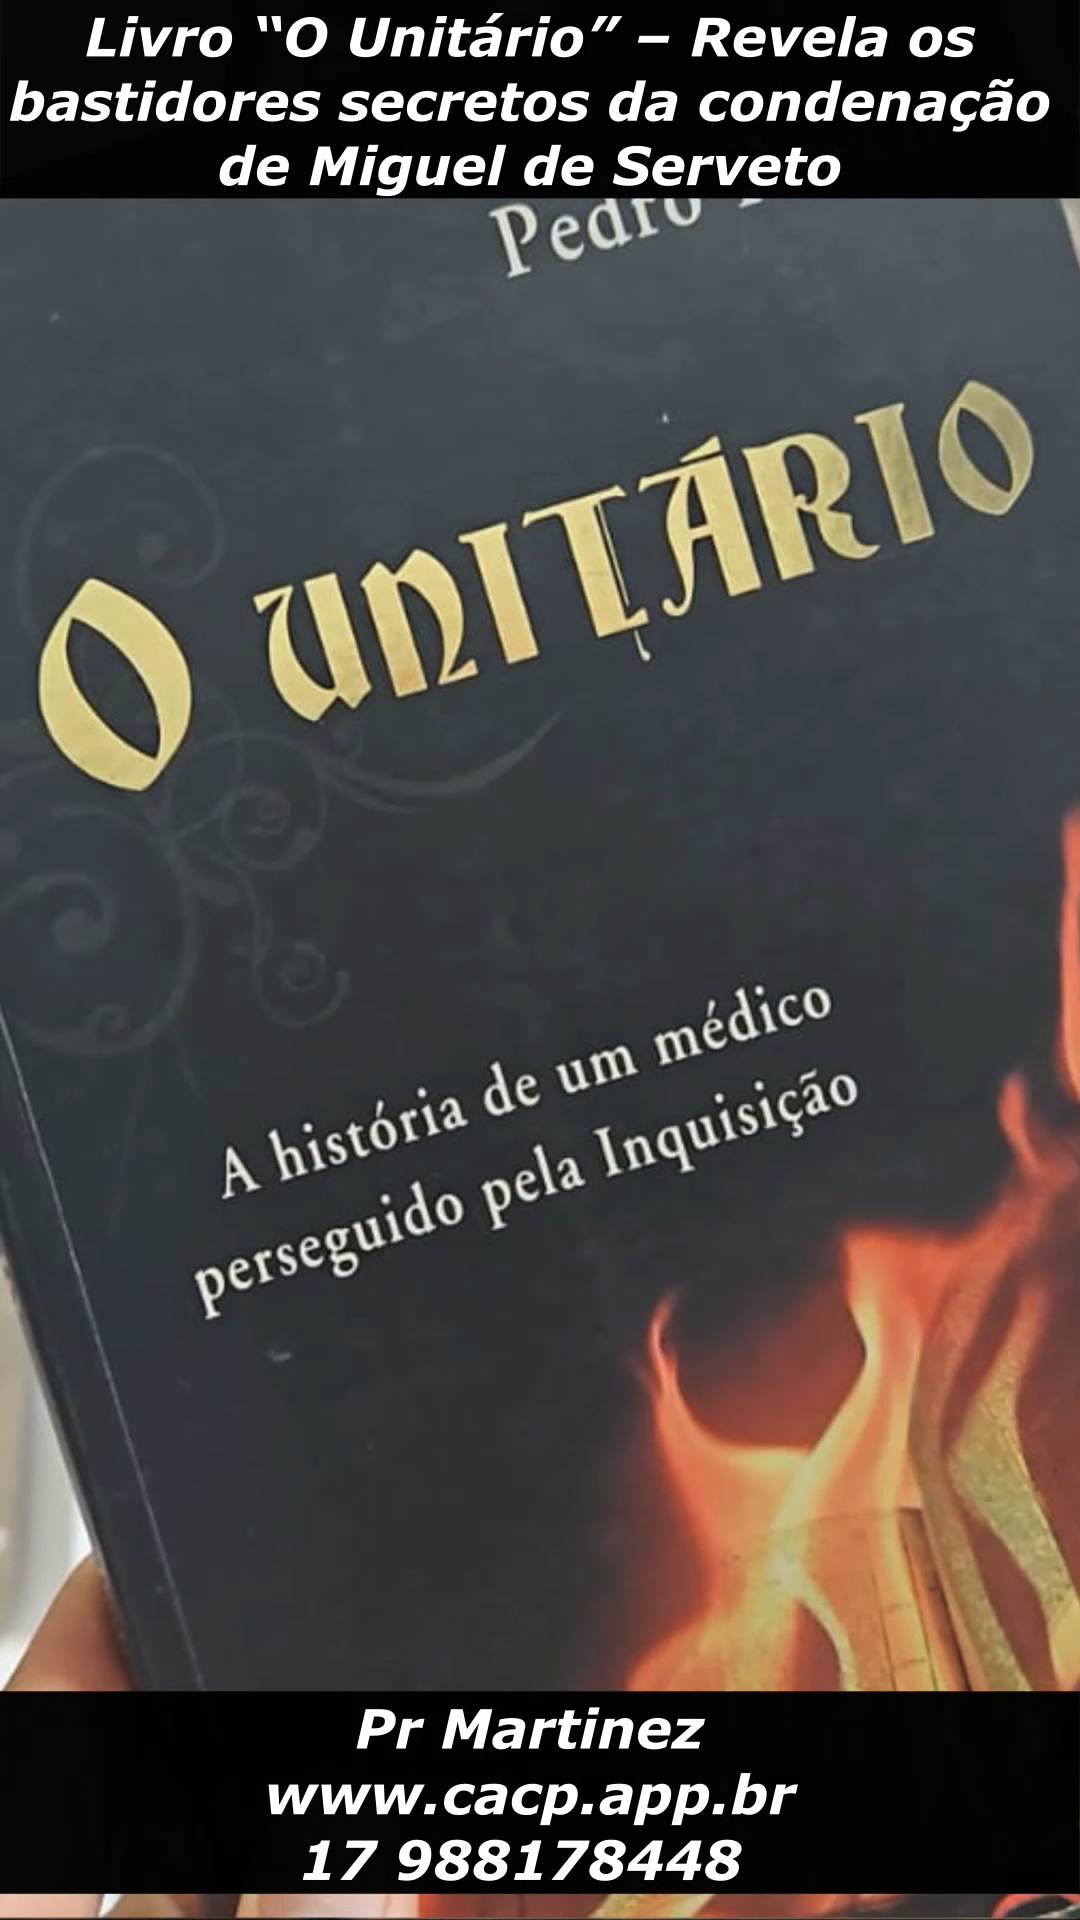 Livro “O Unitário” – Revela os
bastidores secretos da condenação
de Miguel de Serveto
Pedro
O UNITÁRIO
A história de um médico
perseguido pela Inquisição
Pr Martinez
www.cacp.app.br
17 988178448